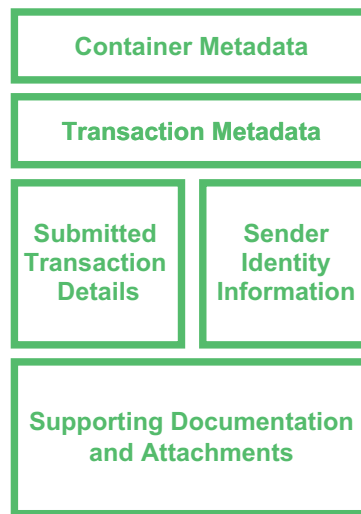 Container Metadata
Transaction Metadata
Submitted
Transaction
Details
Sender
Identity
Information
Supporting Documentation
and Attachments